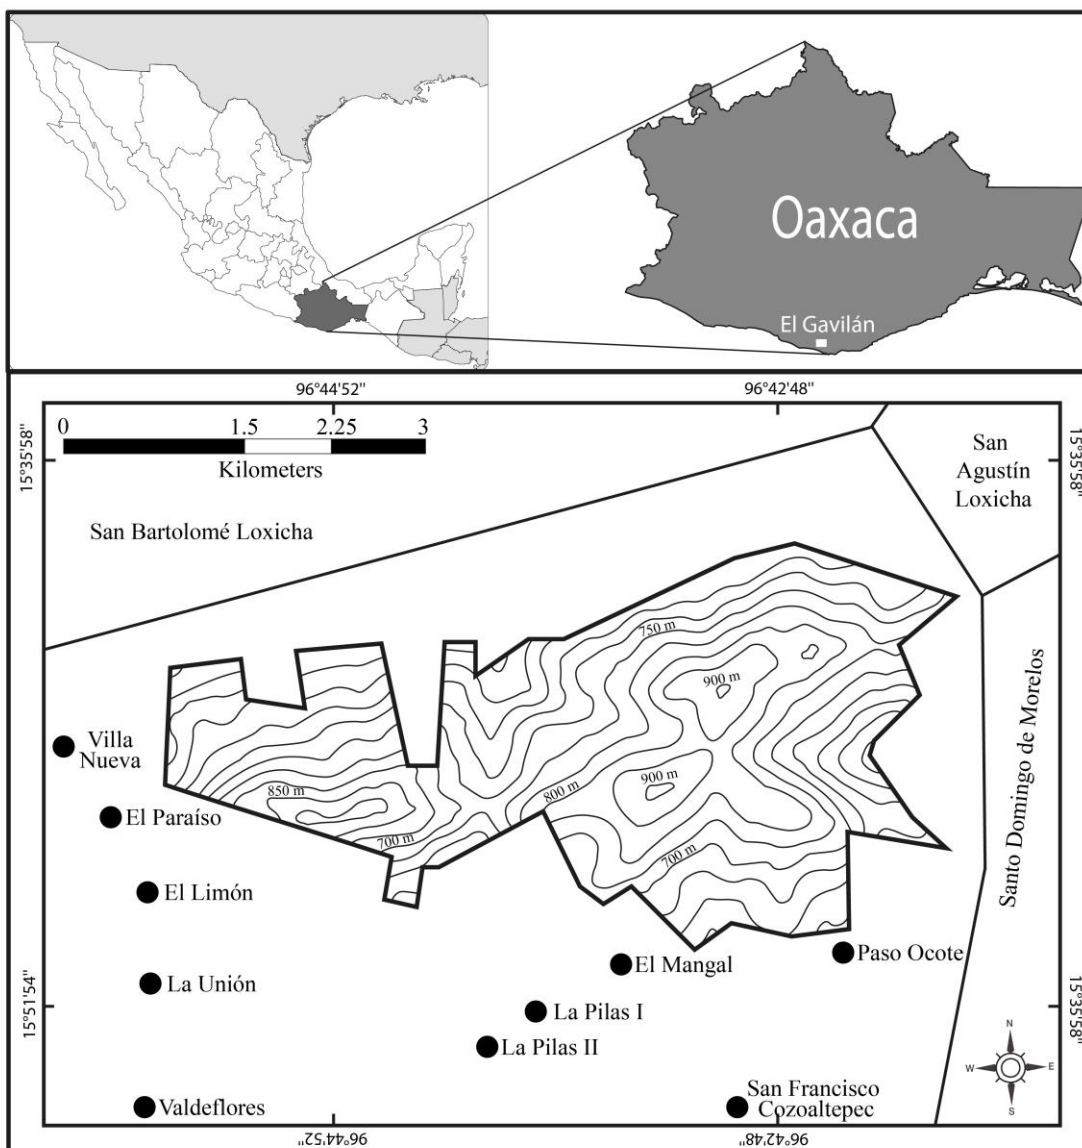 Oaxaca
El Gavilán
96°44'52"
96°42'48"
0
1.5
2.25
3
Kilometers
15°35'58"
15°35'58"
San
Agustín
Loxicha
San Bartolomé Loxicha
750 m
900 m
Villa
Nueva
850 m
800 m
900 m
El Paraíso
700 m
700 m
Santo Domingo de Morelos
El Limón
El Mangal
Paso Ocote
La Unión
15°51'54"
15°35'58"
La Pilas I
La Pilas II
N
W
E
S
Valdeflores
San Francisco
Cozoaltepec
96°44'52"
96°42'48"